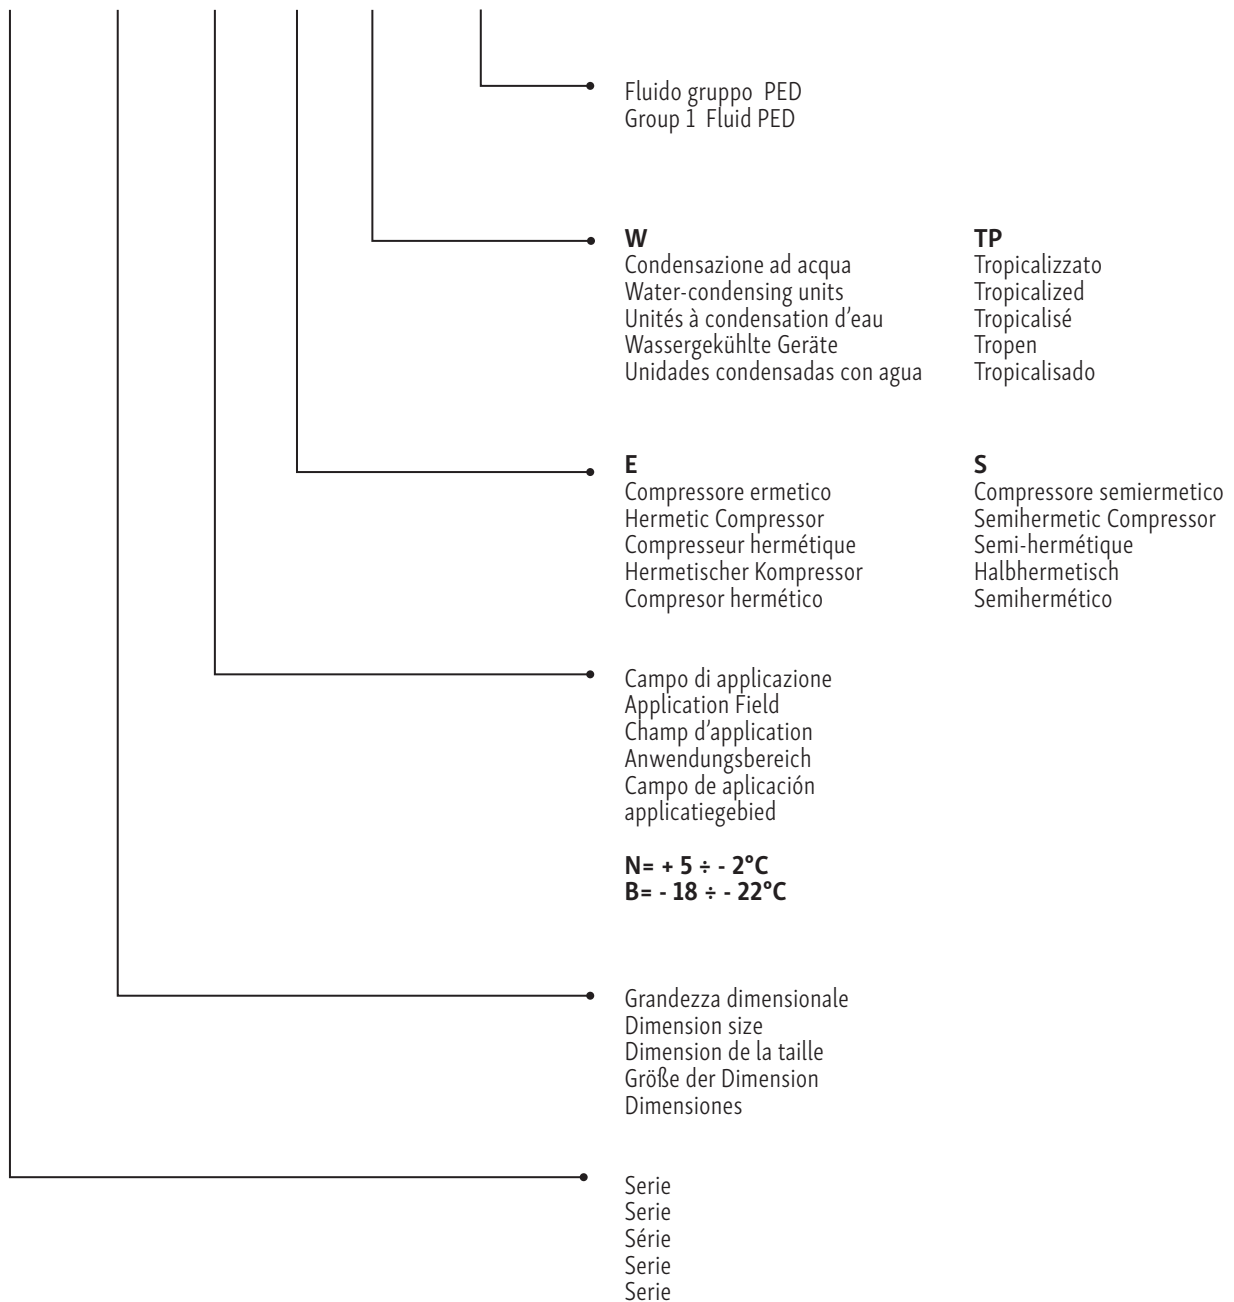 Fluido gruppo  PED
Group 1  Fluid PED
W
Condensazione ad acqua
Water-condensing units
Unités à condensation d’eau
Wassergekühlte Geräte
Unidades condensadas con agua
TP
Tropicalizzato
Tropicalized
Tropicalisé
Tropen
Tropicalisado
E
Compressore ermetico
Hermetic Compressor
Compresseur hermétique
Hermetischer Kompressor
Compresor hermético
S
Compressore semiermetico
Semihermetic Compressor
Semi-hermétique
Halbhermetisch
Semihermético
Campo di applicazione
Application Field
Champ d’application
Anwendungsbereich
Campo de aplicación
applicatiegebied
N= + 5 ÷ - 2°C
B= - 18 ÷ - 22°C
Grandezza dimensionale
Dimension size
Dimension de la taille
Größe der Dimension
Dimensiones
Serie
Serie
Série
Serie
Serie